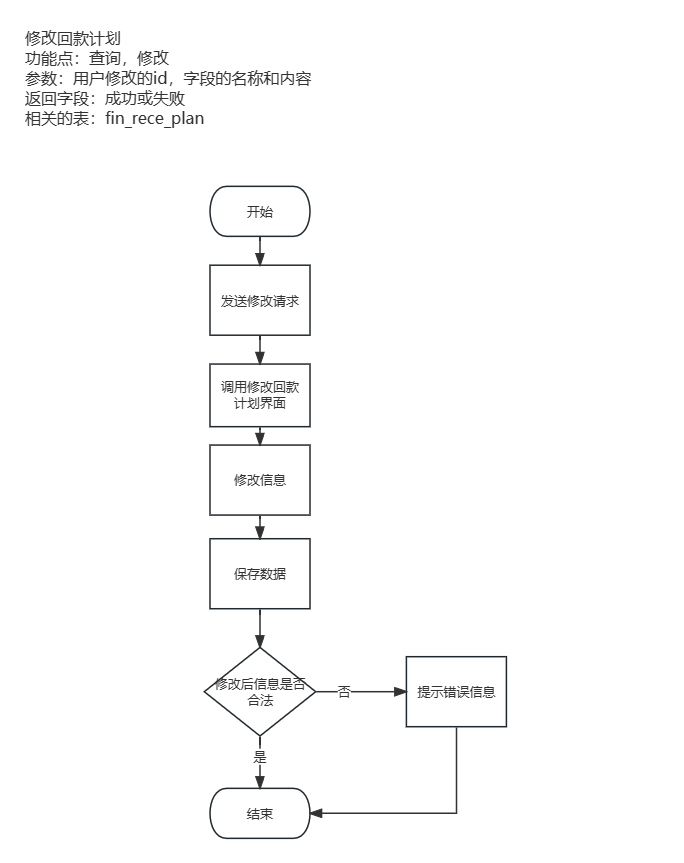 修改回款计划
功能点：查询，修改
参数：用户修改的id，字段的名称和内容
返回字段：成功或失败
相关的表：fin_rece_plan
开始
发送修改请求
调用修改回款
计划界面
修改信息
保存数据
修改后信息是否
合法
否
提示错误信息
是
结束